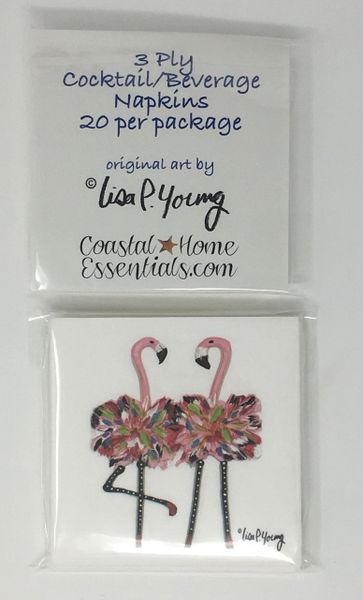 3 Ply
Cocktail/Beverage
Napkins
20 per package
original art by
©Lisa P. Young
Coastal★Home
Essentials.com
©Lisa P. Young